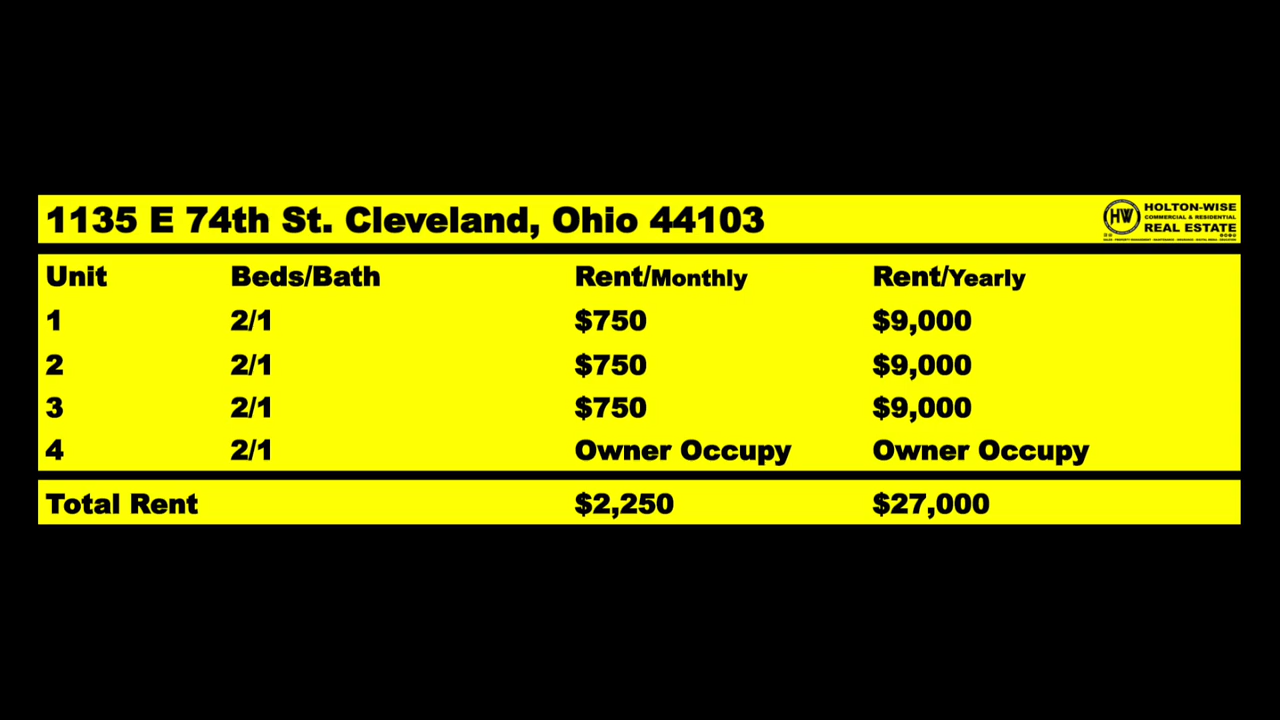 1135 E 74th St. Cleveland, Ohio 44103
HW
HOLTON-WISE
COMMERCIAL & RESIDENTIAL
REAL ESTATE
Unit Beds/Bath Rent/Monthly Rent/Yearly
1 2/1 $750 $9,000
2 2/1 $750 $9,000
3 2/1 $750 $9,000
4 2/1 Owner Occupy Owner Occupy
Total Rent $2,250 $27,000